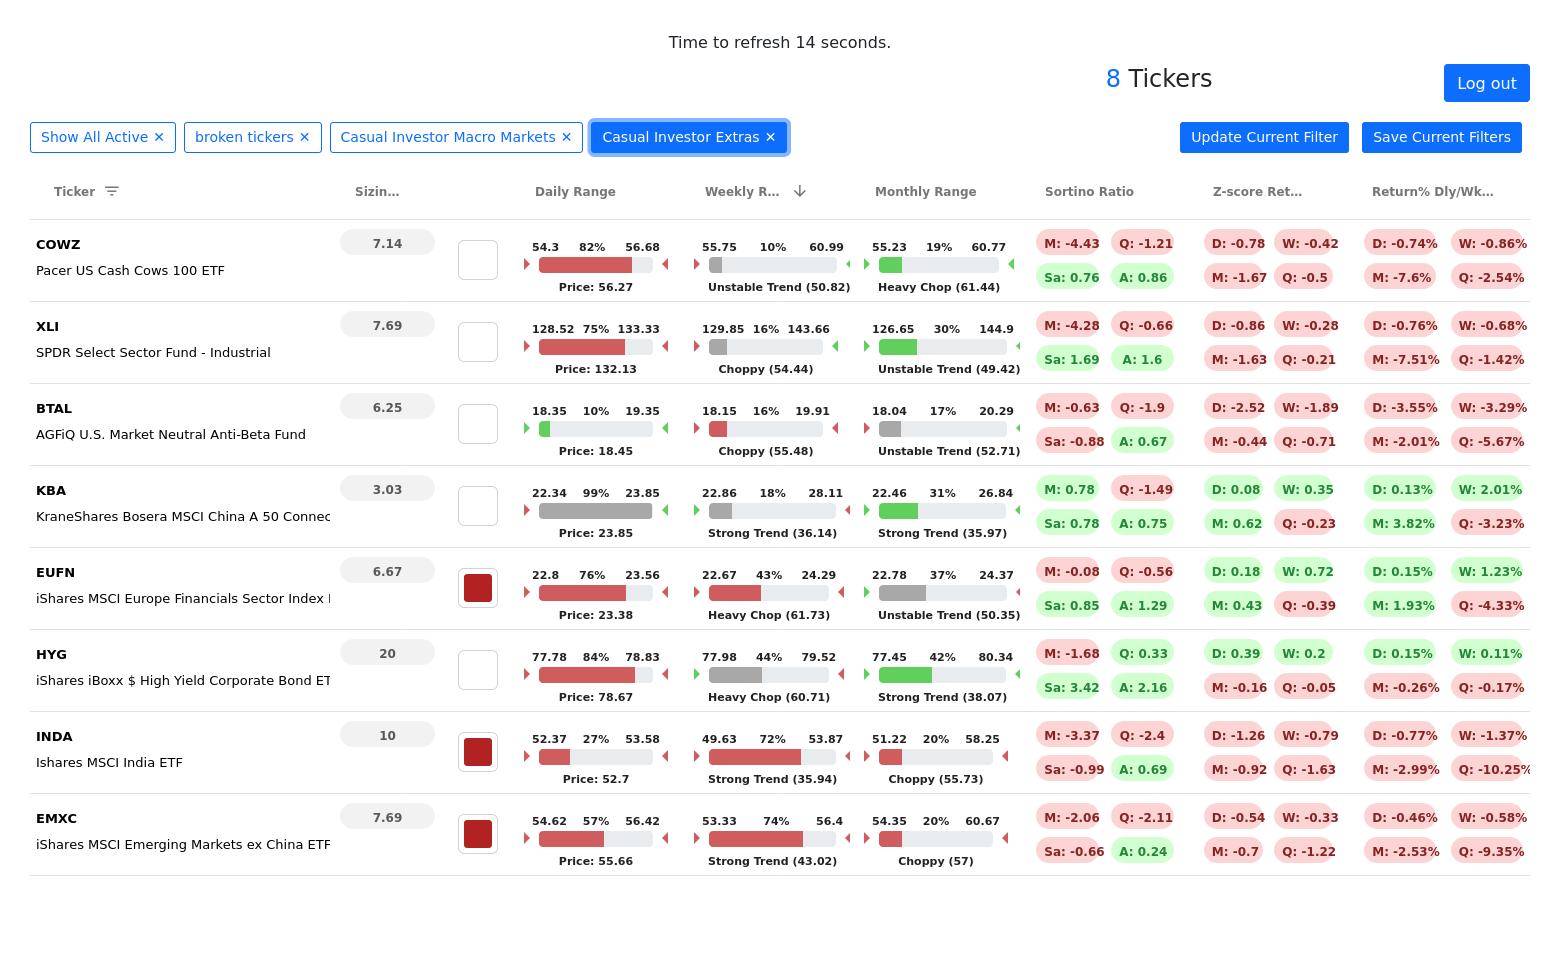 Time to refresh 14 seconds.
8 Tickers
Log out
Show All Active ✕ broken tickers ✕ Casual Investor Macro Markets ✕ Casual Investor Extras ✕ Update Current Filter Save Current Filters
Ticker Sizin... Daily Range Weekly R... Monthly Range Sortino Ratio Z-score Ret... Return% Dly/Wk...
COWZ 7.14 54.3 82% 56.68 55.75 10% 60.99 55.23 19% 60.77 M: -4.43 Q: -1.21 D: -0.78 W: -0.42 D: -0.74% W: -0.86%
Pacer US Cash Cows 100 ETF Price: 56.27 Unstable Trend (50.82) Heavy Chop (61.44) Sa: 0.76 A: 0.86 M: -1.67 Q: -0.5 M: -7.6% Q: -2.54%
XLI 7.69 128.52 75% 133.33 129.85 16% 143.66 126.65 30% 144.9 M: -4.28 Q: -0.66 D: -0.86 W: -0.28 D: -0.76% W: -0.68%
SPDR Select Sector Fund - Industrial Price: 132.13 Choppy (54.44) Unstable Trend (49.42) Sa: 1.69 A: 1.6 M: -1.63 Q: -0.21 M: -7.51% Q: -1.42%
BTAL 6.25 18.35 10% 19.35 18.15 16% 19.91 18.04 17% 20.29 M: -0.63 Q: -1.9 D: -2.52 W: -1.89 D: -3.55% W: -3.29%
AGFiQ U.S. Market Neutral Anti-Beta Fund Price: 18.45 Choppy (55.48) Unstable Trend (52.71) Sa: -0.88 A: 0.67 M: -0.44 Q: -0.71 M: -2.01% Q: -5.67%
KBA 3.03 22.34 99% 23.85 22.86 18% 28.11 22.46 31% 26.84 M: 0.78 Q: -1.49 D: 0.08 W: 0.35 D: 0.13% W: 2.01%
KraneShares Bosera MSCI China A 50 Connec Price: 23.85 Strong Trend (36.14) Strong Trend (35.97) Sa: 0.78 A: 0.75 M: 0.62 Q: -0.23 M: 3.82% Q: -3.23%
EUFN 6.67 22.8 76% 23.56 22.67 43% 24.29 22.78 37% 24.37 M: -0.08 Q: -0.56 D: 0.18 W: 0.72 D: 0.15% W: 1.23%
iShares MSCI Europe Financials Sector Index Price: 23.38 Heavy Chop (61.73) Unstable Trend (50.35) Sa: 0.85 A: 1.29 M: 0.43 Q: -0.39 M: 1.93% Q: -4.33%
HYG 20 77.78 84% 78.83 77.98 44% 79.52 77.45 42% 80.34 M: -1.68 Q: 0.33 D: 0.39 W: 0.2 D: 0.15% W: 0.11%
iShares iBoxx $ High Yield Corporate Bond ET Price: 78.67 Heavy Chop (60.71) Strong Trend (38.07) Sa: 3.42 A: 2.16 M: -0.16 Q: -0.05 M: -0.26% Q: -0.17%
INDA 10 52.37 27% 53.58 49.63 72% 53.87 51.22 20% 58.25 M: -3.37 Q: -2.4 D: -1.26 W: -0.79 D: -0.77% W: -1.37%
Ishares MSCI India ETF Price: 52.7 Strong Trend (35.94) Choppy (55.73) Sa: -0.99 A: 0.69 M: -0.92 Q: -1.63 M: -2.99% Q: -10.25%
EMXC 7.69 54.62 57% 56.42 53.33 74% 56.4 54.35 20% 60.67 M: -2.06 Q: -2.11 D: -0.54 W: -0.33 D: -0.46% W: -0.58%
iShares MSCI Emerging Markets ex China ETF Price: 55.66 Strong Trend (43.02) Choppy (57) Sa: -0.66 A: 0.24 M: -0.7 Q: -1.22 M: -2.53% Q: -9.35%